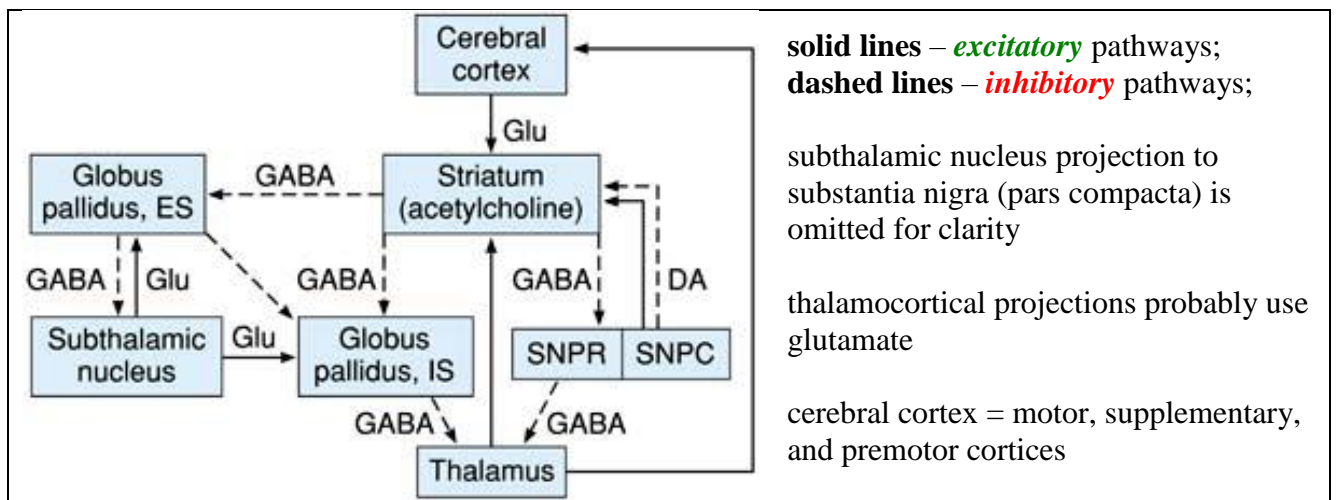 Cerebral
cortex
Glu
Globus
pallidus, ES
GABA
Striatum
(acetylcholine)
GABA
Glu
GABA
GABA
DA
Subthalamic
nucleus
Glu
Globus
pallidus, IS
SNPR
SNPC
GABA
GABA
Thalamus
solid lines – excitatory pathways;
dashed lines – inhibitory pathways;
subthalamic nucleus projection to
substantia nigra (pars compacta) is
omitted for clarity
thalamocortical projections probably use
glutamate
cerebral cortex = motor, supplementary,
and premotor cortices